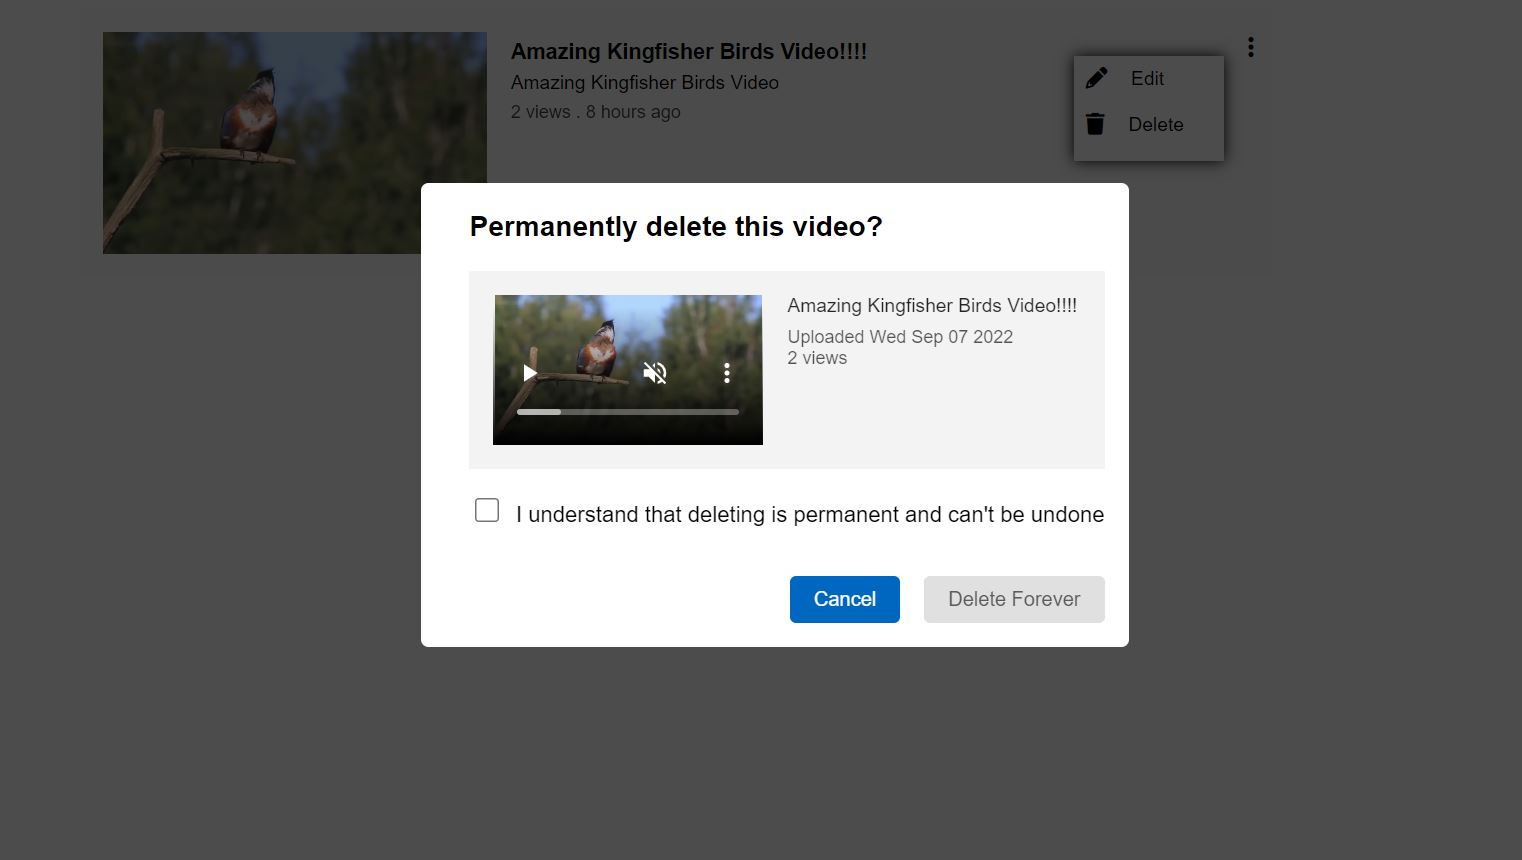 Amazing Kingfisher Birds Video!!!!
Amazing Kingfisher Birds Video
2 views . 8 hours ago
Edit
Delete
Permanently delete this video?
Amazing Kingfisher Birds Video!!!!
Uploaded Wed Sep 07 2022
2 views
I understand that deleting is permanent and can't be undone
Cancel
Delete Forever